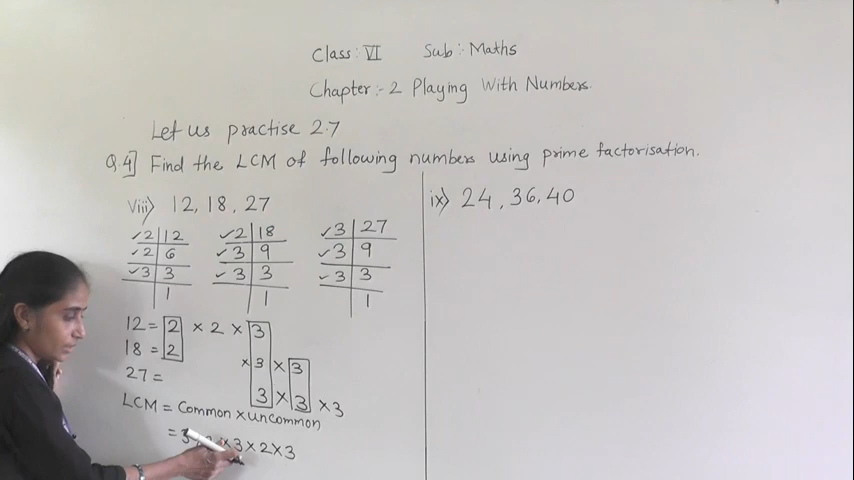 Class: VI Sub: Maths
Chapter:- 2 Playing With Numbers.
Let us practise 2.7
Q.4] Find the LCM of following numbers using prime factorisation.
viii) 12, 18, 27
2 | 12
2 | 6
3 | 3
1
2 | 18
3 | 9
3 | 3
1
3 | 27
3 | 9
3 | 3
1
12 = 2 × 2 × 3
18 = 2 × 3 × 3
27 = 3 × 3 × 3
LCM = Common × uncommon
= 3 × 3 × 2 × 3
ix) 24, 36, 40